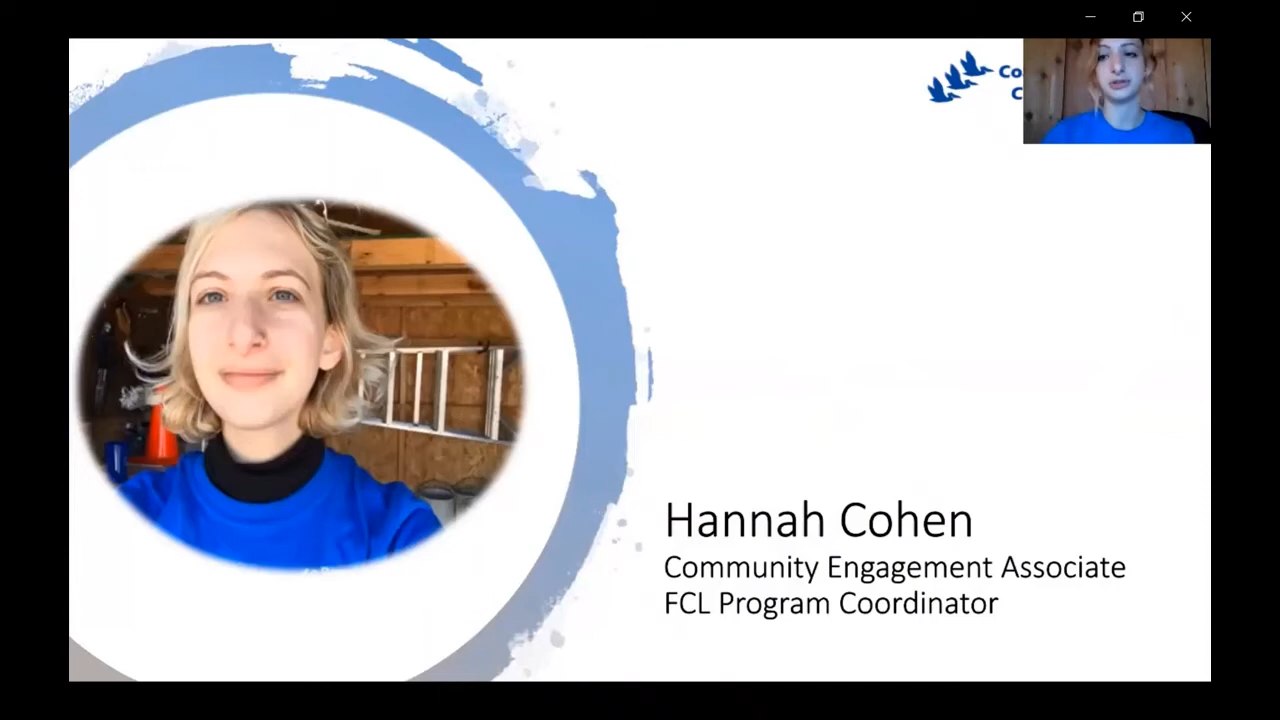 Hannah Cohen
Community Engagement Associate
FCL Program Coordinator